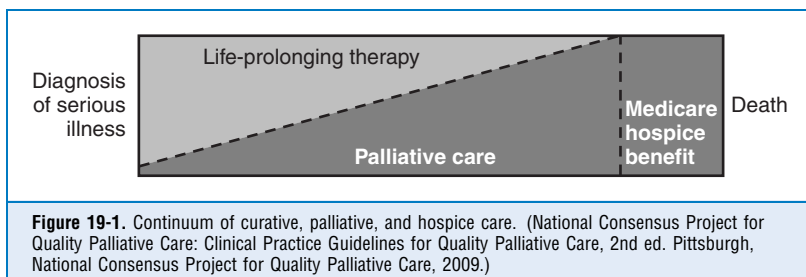 Life-prolonging therapy
Diagnosis
of serious
illness
Palliative care
Medicare
hospice
benefit
Death
Figure 19-1. Continuum of curative, palliative, and hospice care. (National Consensus Project for
Quality Palliative Care: Clinical Practice Guidelines for Quality Palliative Care, 2nd ed. Pittsburgh,
National Consensus Project for Quality Palliative Care, 2009.)